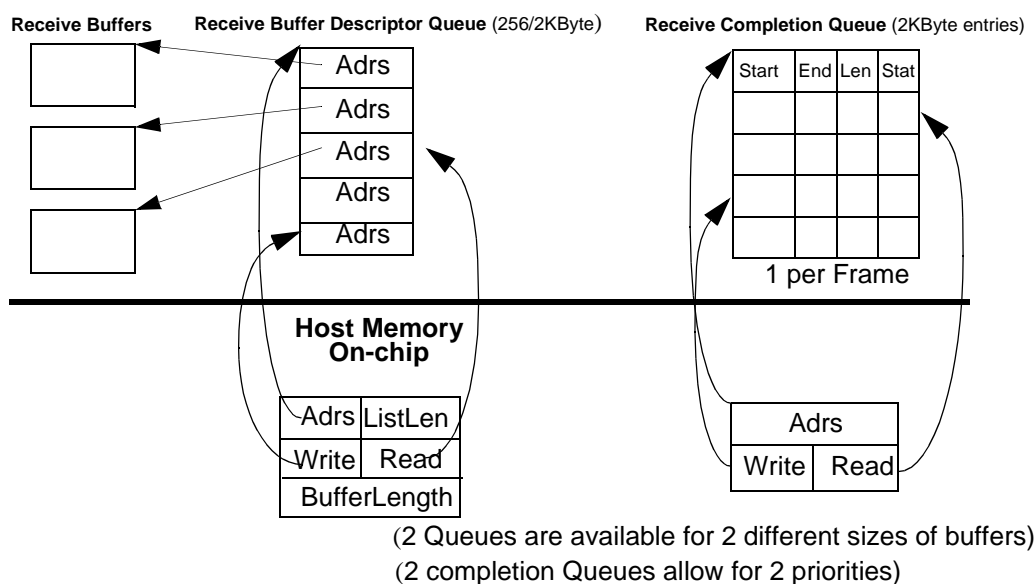 Receive Buffers
Receive Buffer Descriptor Queue (256/2KByte)
Receive Completion Queue (2KByte entries)
Adrs
Adrs
Adrs
Adrs
Adrs
Start End Len Stat
1 per Frame
Host Memory
On-chip
Adrs ListLen
Write Read
BufferLength
Adrs
Write Read
(2 Queues are available for 2 different sizes of buffers)
(2 completion Queues allow for 2 priorities)